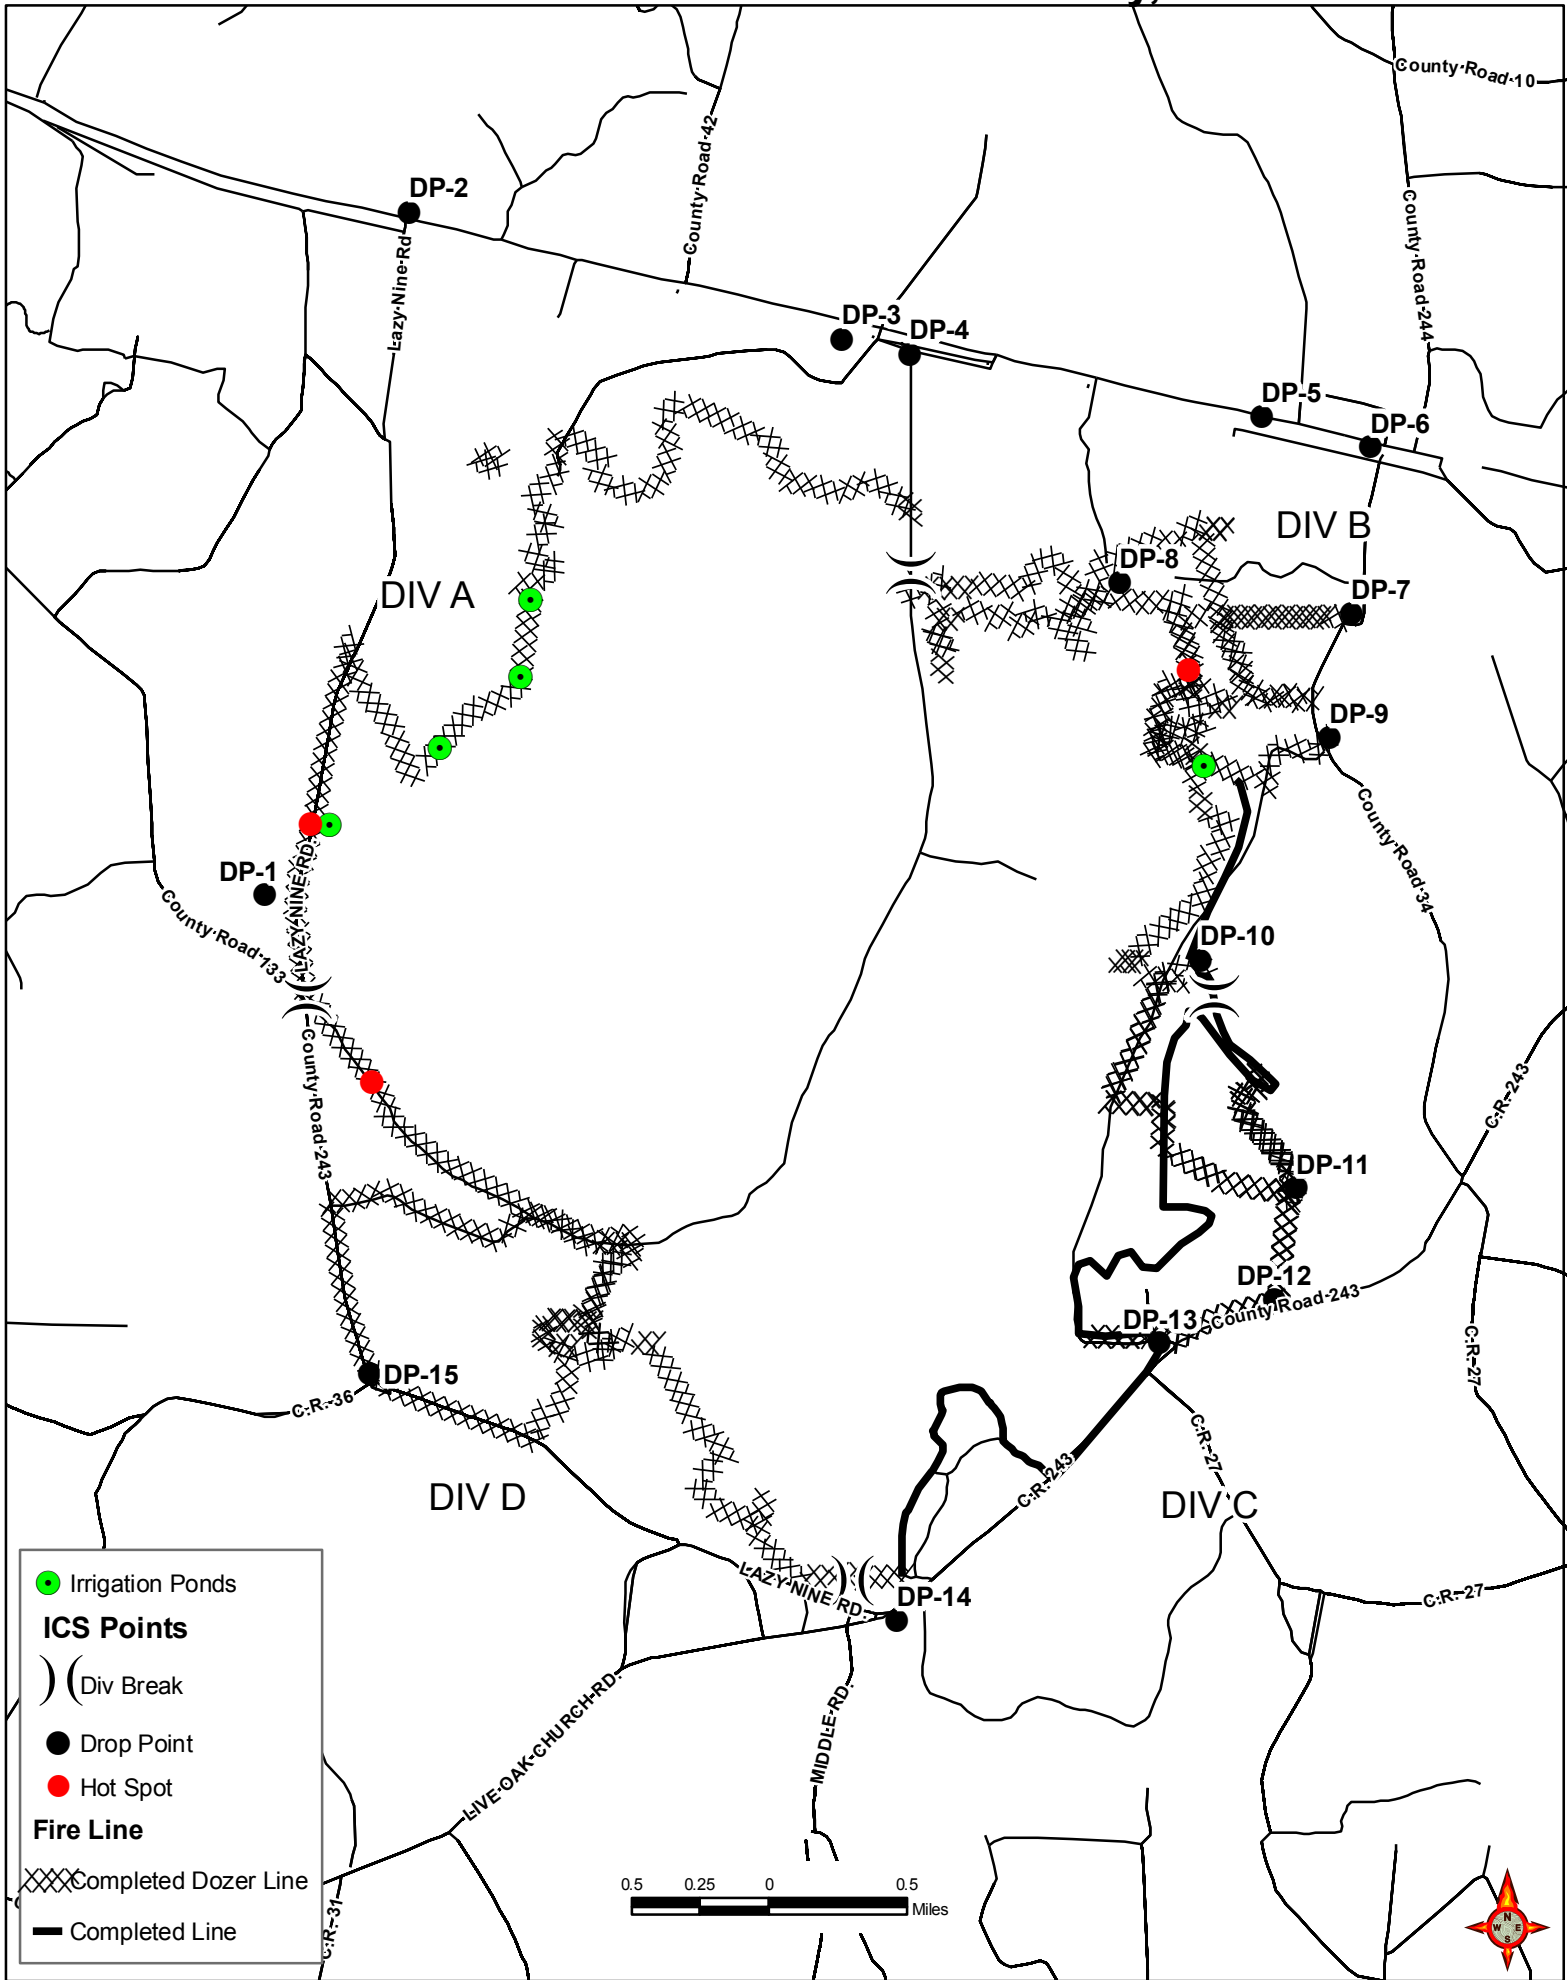 County Road 10
County Road 42
DP-2
Lazy Nine Rd
County Road 244
DP-3
DP-4
DP-5
DP-6
DIV B
DP-8
DIV A
DP-7
DP-9
County Road 34
LAZY NINE RD.
DP-1
County Road 133
DP-10
County Road 243
C.R. 243
DP-11
DP-12
County Road 243
DP-13
C.R. 27
DP-15
C.R. 36
C.R. 27
C.R. 243
DIV D
DIV C
LAZY NINE RD.
DP-14
C.R. 27
LIVE OAK CHURCH RD.
MIDDLE RD.
C.R. 31
Irrigation Ponds
ICS Points
Div Break
Drop Point
Hot Spot
Fire Line
Completed Dozer Line
Completed Line
0.5 0.25 0 0.5
Miles
N
W E
S